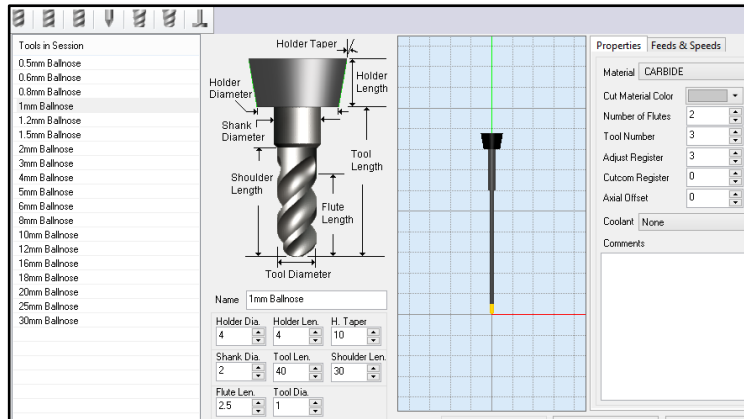 Tools in Session
0.5mm Ballnose
0.6mm Ballnose
0.8mm Ballnose
1mm Ballnose
1.2mm Ballnose
1.5mm Ballnose
2mm Ballnose
3mm Ballnose
4mm Ballnose
5mm Ballnose
6mm Ballnose
8mm Ballnose
10mm Ballnose
12mm Ballnose
16mm Ballnose
18mm Ballnose
20mm Ballnose
25mm Ballnose
30mm Ballnose
Holder Taper
Holder
Diameter
Holder
Length
Shank
Diameter
Tool
Length
Shoulder
Length
Flute
Length
Tool Diameter
Name 1mm Ballnose
Holder Dia. Holder Len. H. Taper
4 4 10
Shank Dia. Tool Len. Shoulder Len.
2 40 30
Flute Len. Tool Dia.
2.5 1
Properties Feeds & Speeds
Material CARBIDE
Cut Material Color
Number of Flutes 2
Tool Number 3
Adjust Register 3
Cutcom Register 0
Axial Offset 0
Coolant None
Comments